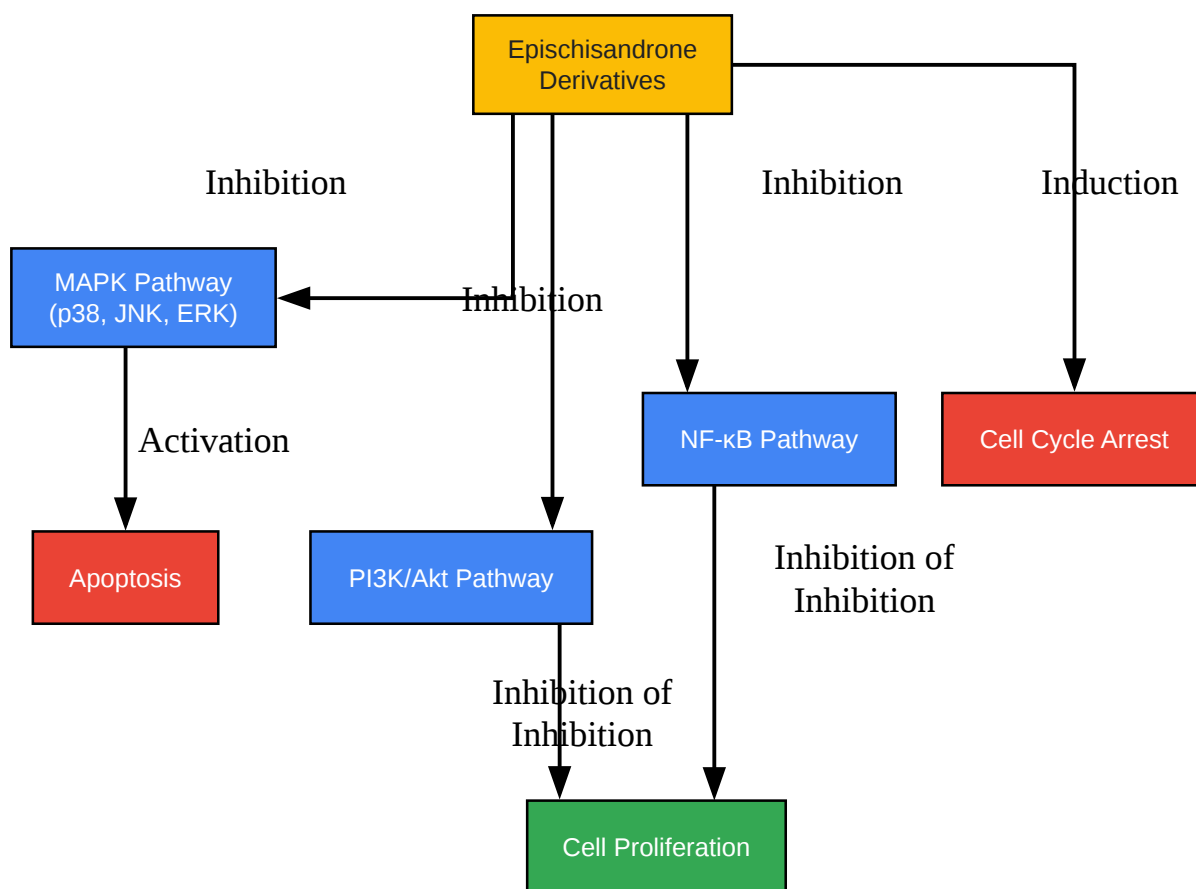 Epischisandrone
Derivatives
Inhibition
Inhibition
Induction
MAPK Pathway
(p38, JNK, ERK)
Inhibition
Activation
NF-κB Pathway
Cell Cycle Arrest
Apoptosis
PI3K/Akt Pathway
Inhibition of
Inhibition
Inhibition of
Inhibition
Cell Proliferation